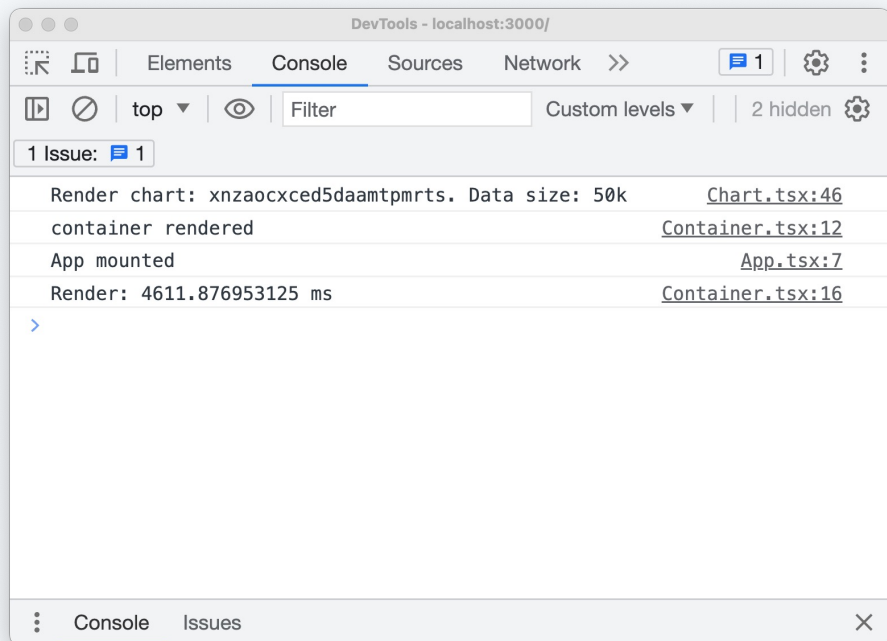 DevTools - localhost:3000/
Elements Console Sources Network 1
top Filter Custom levels 2 hidden
1 Issue: 1
Render chart: xnzaocxced5daamtpmrts. Data size: 50k Chart.tsx:46
container rendered Container.tsx:12
App mounted App.tsx:7
Render: 4611.876953125 ms Container.tsx:16
Console Issues